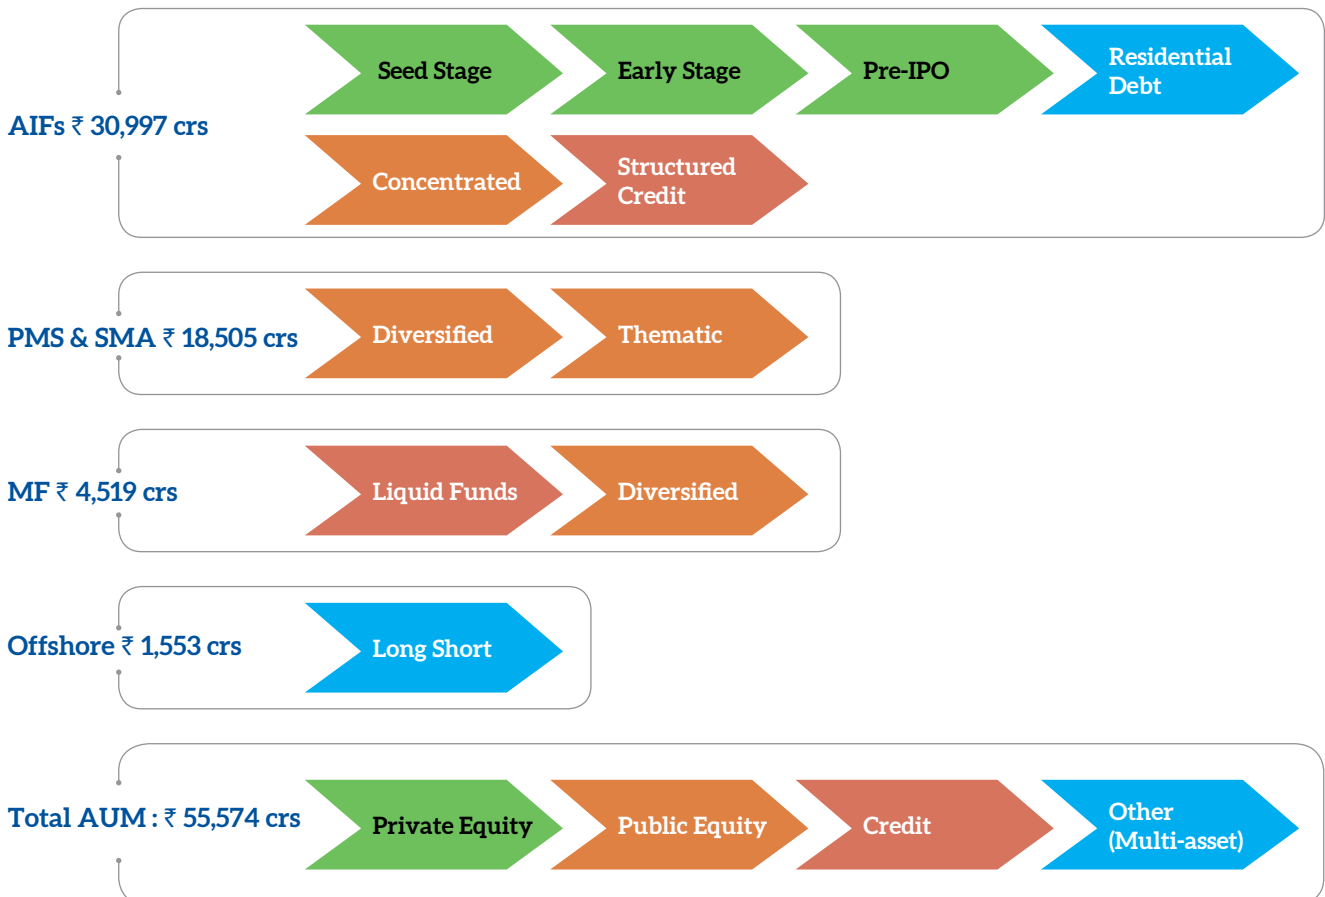 Seed Stage
Early Stage
Pre-IPO
Residential
Debt
AIFs ₹ 30,997 crs
Concentrated
Structured
Credit
PMS & SMA ₹ 18,505 crs
Diversified
Thematic
MF ₹ 4,519 crs
Liquid Funds
Diversified
Offshore ₹ 1,553 crs
Long Short
Total AUM : ₹ 55,574 crs
Private Equity
Public Equity
Credit
Other
(Multi-asset)